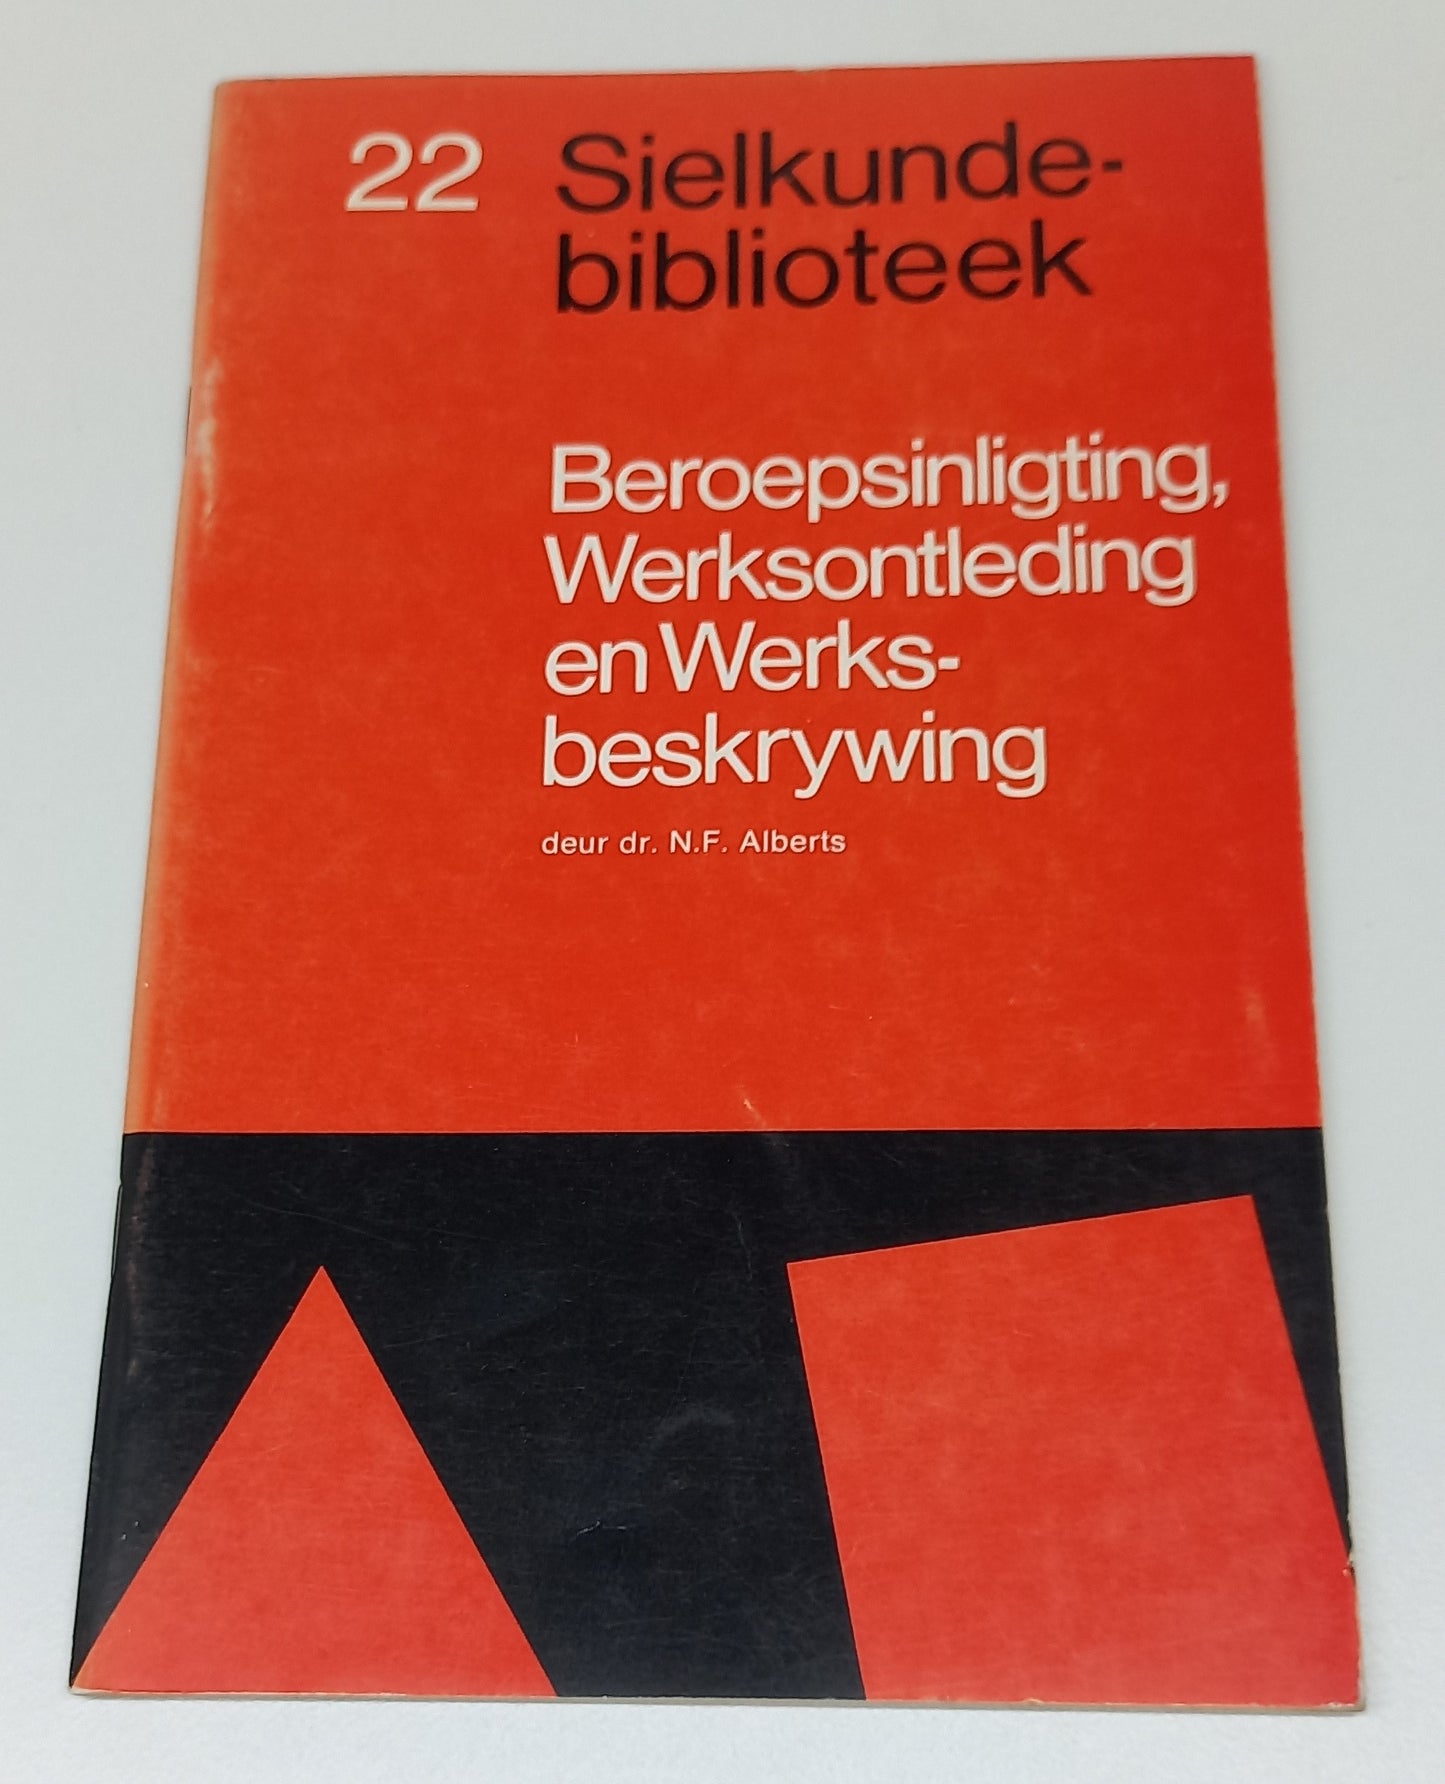 22 Sielkunde-
biblioteek
Beroepsinligting,
Werksontleding
en Werks-
beskrywing
deur dr. N.F. Alberts